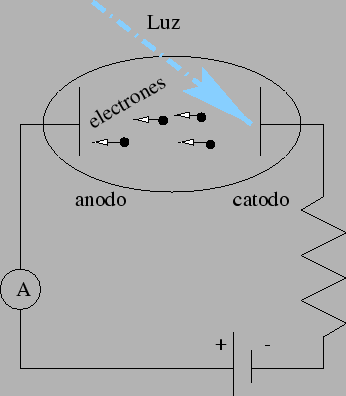 Luz
electrones
anodo
catodo
A
+ -